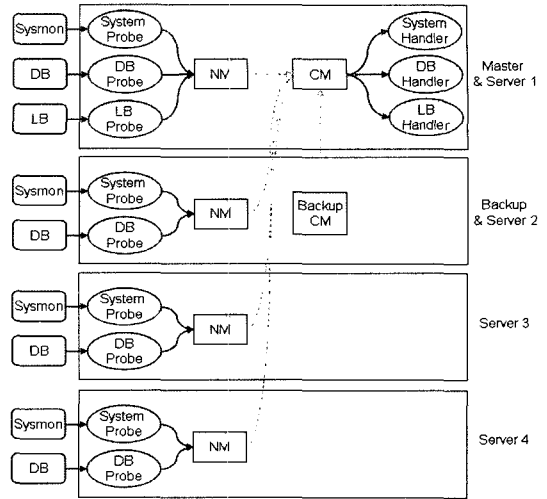 Sysmon
System
Probe
DB
DB
Probe
LB
LB
Probe
NM
CM
System
Handler
DB
Handler
LB
Handler
Master
& Server 1
Sysmon
System
Probe
DB
DB
Probe
NM
Backup
CM
Backup
& Server 2
Sysmon
System
Probe
DB
DB
Probe
NM
Server 3
Sysmon
System
Probe
DB
DB
Probe
NM
Server 4